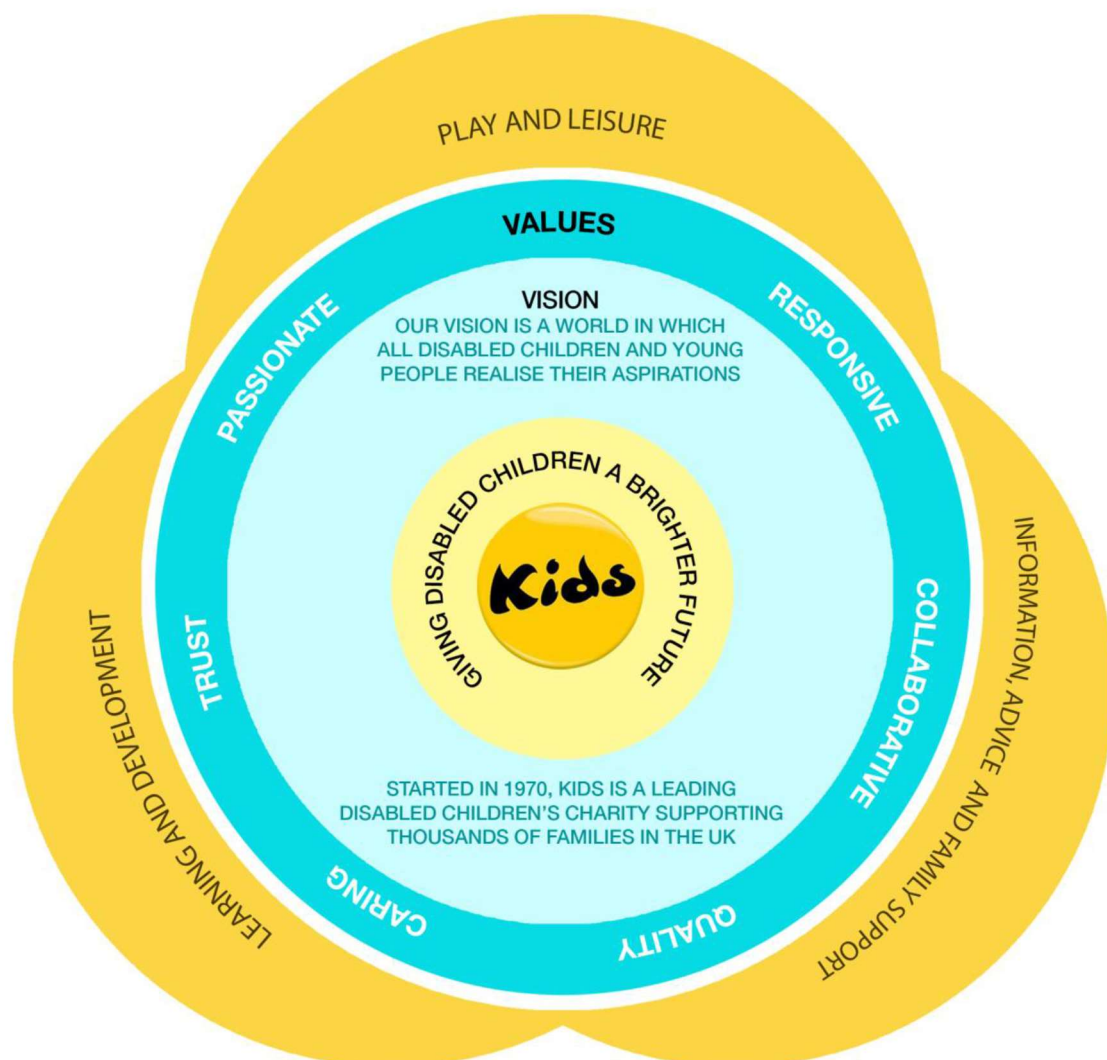 PLAY AND LEISURE
VALUES
PASSIONATE
RESPONSIVE
VISION
OUR VISION IS A WORLD IN WHICH
ALL DISABLED CHILDREN AND YOUNG
PEOPLE REALISE THEIR ASPIRATIONS
GIVING DISABLED CHILDREN A BRIGHTER FUTURE
Kids
TRUST
COLLABORATIVE
LEARNING AND DEVELOPMENT
INFORMATION, ADVICE AND FAMILY SUPPORT
STARTED IN 1970, KIDS IS A LEADING
DISABLED CHILDREN'S CHARITY SUPPORTING
THOUSANDS OF FAMILIES IN THE UK
CARING
QUALITY